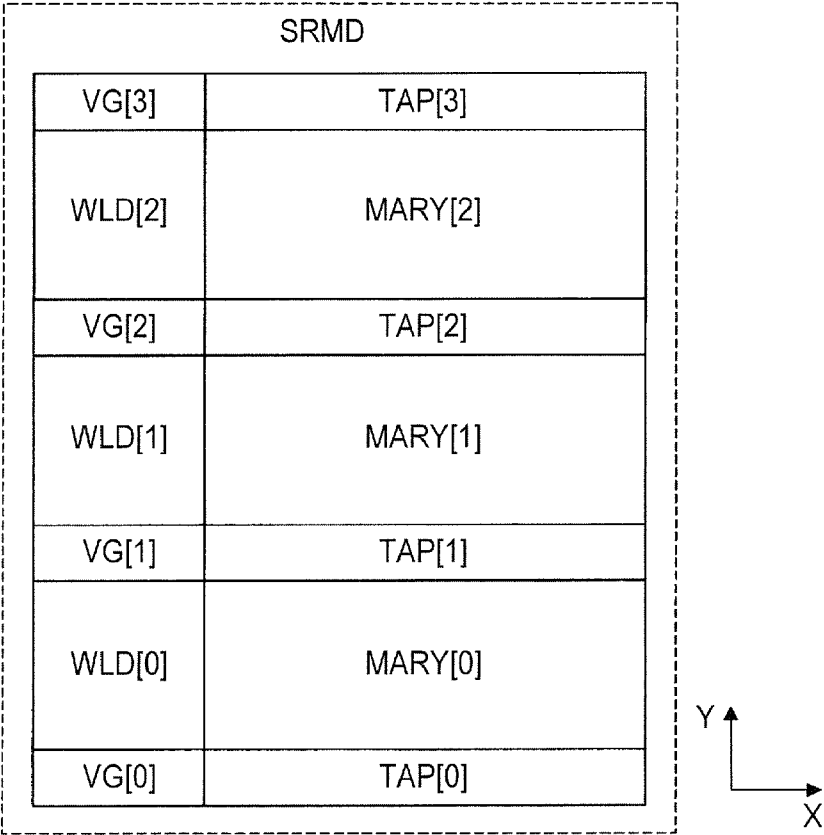 SRMD
VG[3] TAP[3]
WLD[2] MARY[2]
VG[2] TAP[2]
WLD[1] MARY[1]
VG[1] TAP[1]
WLD[0] MARY[0]
VG[0] TAP[0]
Y
X